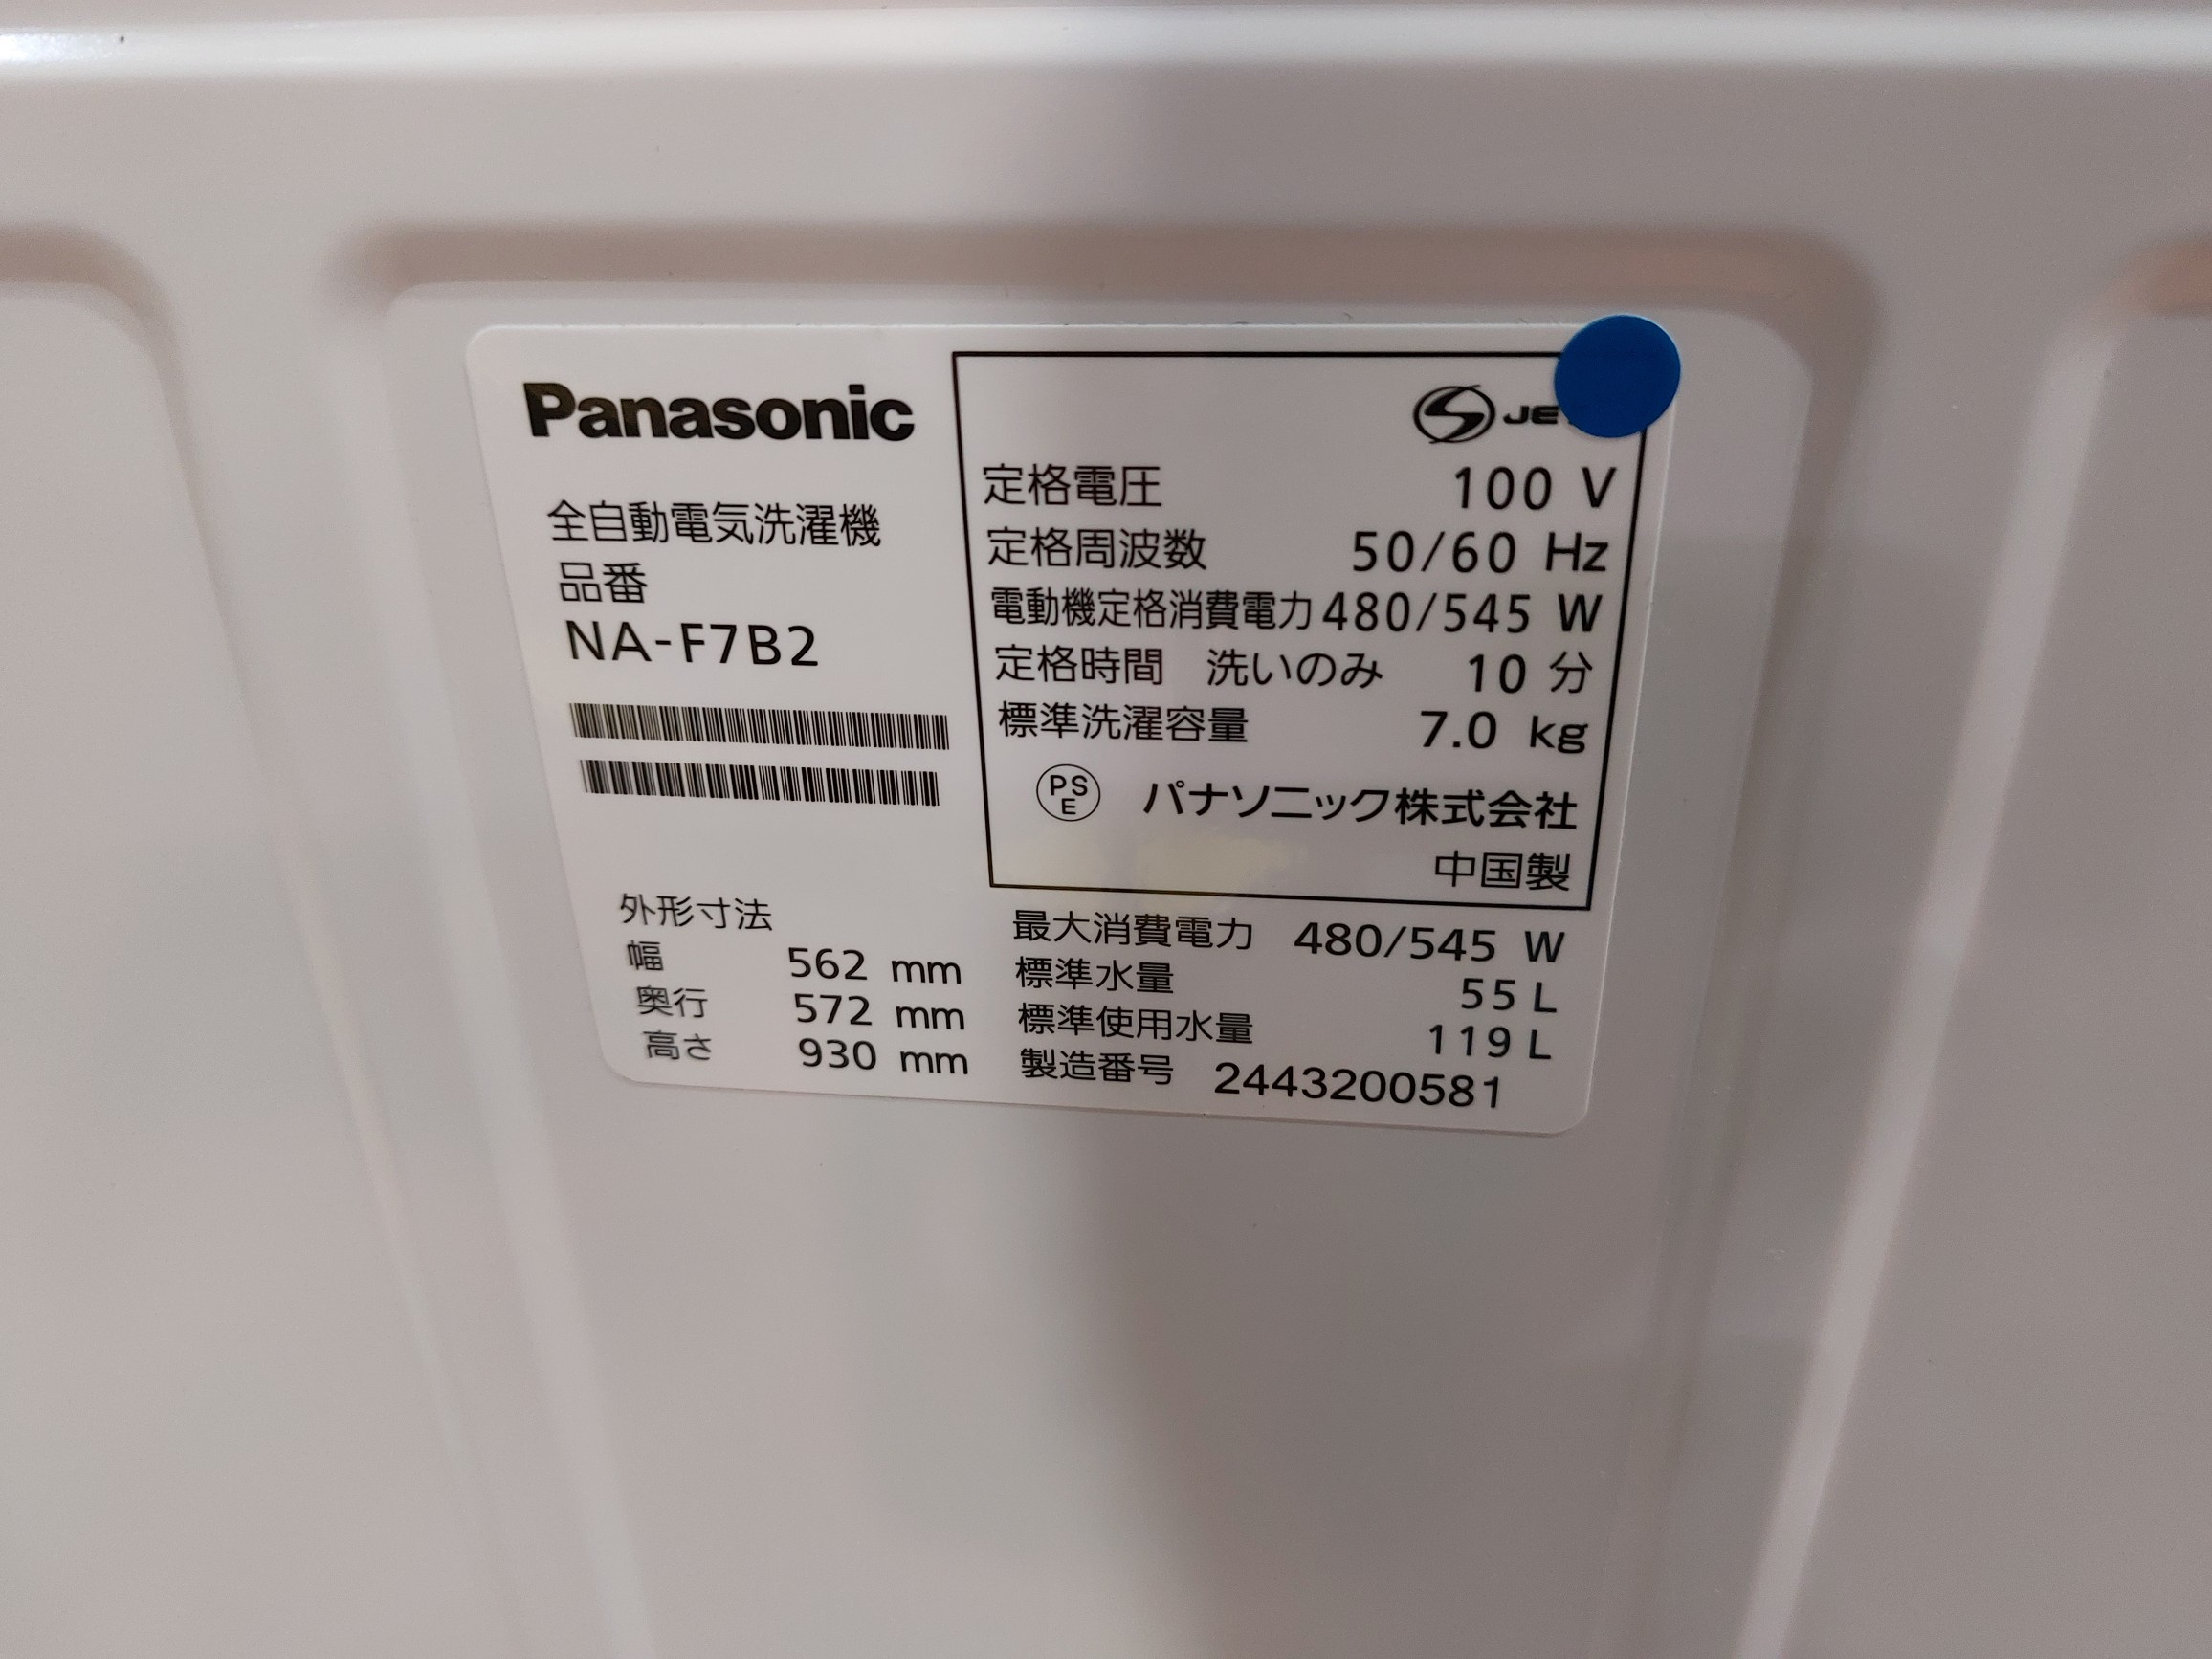 Panasonic
全自動電気洗濯機
品番
NA-F7B2
外形寸法
幅 562 mm
奥行 572 mm
高さ 930 mm
S JE
定格電圧 100 V
定格周波数 50/60 Hz
電動機定格消費電力 480/545 W
定格時間 洗いのみ 10 分
標準洗濯容量 7.0 kg
PS
E
パナソニック株式会社
中国製
最大消費電力 480/545 W
標準水量 55 L
標準使用水量 119 L
製造番号 2443200581